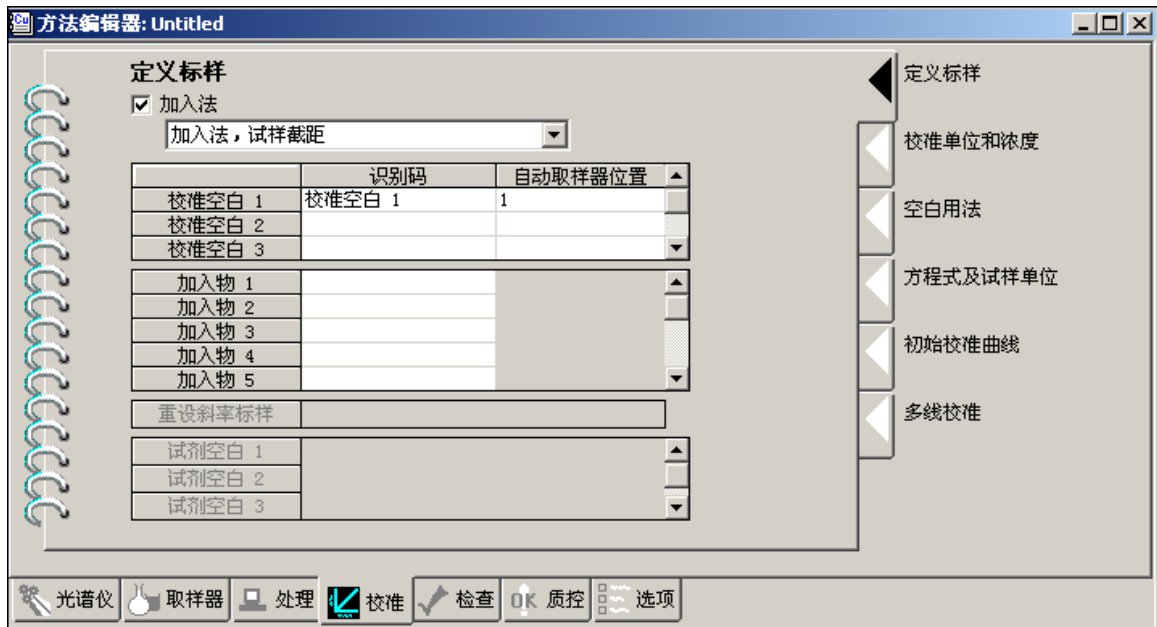 方法编辑器: Untitled
定义标样
加入法
加入法，试样截距
识别码 自动取样器位置
校准空白 1 校准空白 1 1
校准空白 2
校准空白 3
加入物 1
加入物 2
加入物 3
加入物 4
加入物 5
重设斜率标样
试剂空白 1
试剂空白 2
试剂空白 3
定义标样
校准单位和浓度
空白用法
方程式及试样单位
初始校准曲线
多线校准
光谱仪 取样器 处理 校准 检查 OK 质控 选项